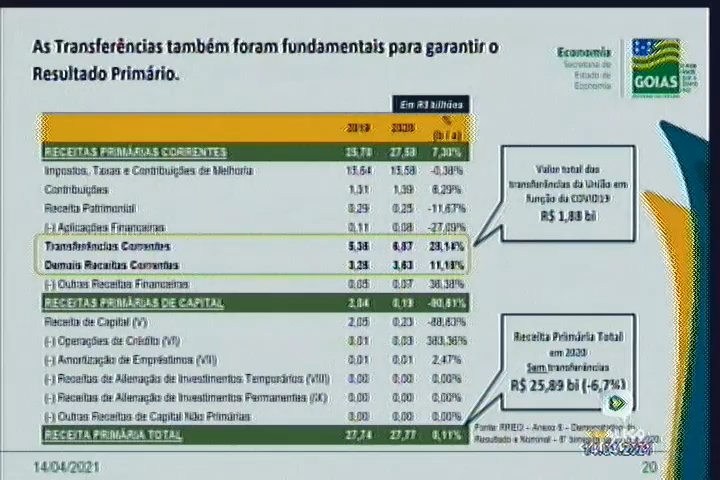 As Transferências também foram fundamentais para garantir o
Resultado Primário.
Economia
Secretaria de
Estado de
Economia
GOIÁS
Em R$ bilhões
2019 2020 % (b / a)
RECEITAS PRIMÁRIAS CORRENTES 25,70 27,58 7,30%
Impostos, Taxas e Contribuições de Melhoria 15,64 15,58 -0,38%
Contribuições 1,31 1,39 6,29%
Receita Patrimonial 0,29 0,25 -11,67%
(-) Aplicações Financeiras 0,11 0,08 -27,09%
Transferências Correntes 5,36 6,87 28,14%
Demais Receitas Correntes 3,26 3,63 11,18%
(-) Outras Receitas Financeiras 0,05 0,07 36,38%
RECEITAS PRIMÁRIAS DE CAPITAL 2,04 0,19 -90,81%
Receita de Capital (V) 2,05 0,23 -88,83%
(-) Operações de Crédito (VI) 0,01 0,03 383,36%
(-) Amortização de Empréstimos (VII) 0,01 0,01 2,47%
(-) Receitas de Alienação de Investimentos Temporários (VIII) 0,00 0,00 0,00%
(-) Receitas de Alienação de Investimentos Permanentes (IX) 0,00 0,00 0,00%
(-) Outras Receitas de Capital Não Primárias 0,00 0,00 0,00%
RECEITA PRIMÁRIA TOTAL 27,74 27,77 0,11%
Valor total das
transferências da União em
função da COVID19
R$ 1,88 bi
Receita Primária Total
em 2020
Sem transferências
R$ 25,89 bi (-6,7%)
Fonte: RREO - Anexo 6 - Demonstrativo do
Resultado e Nominal - 6° bimestre 2020.
14.04.2021
14/04/2021
20